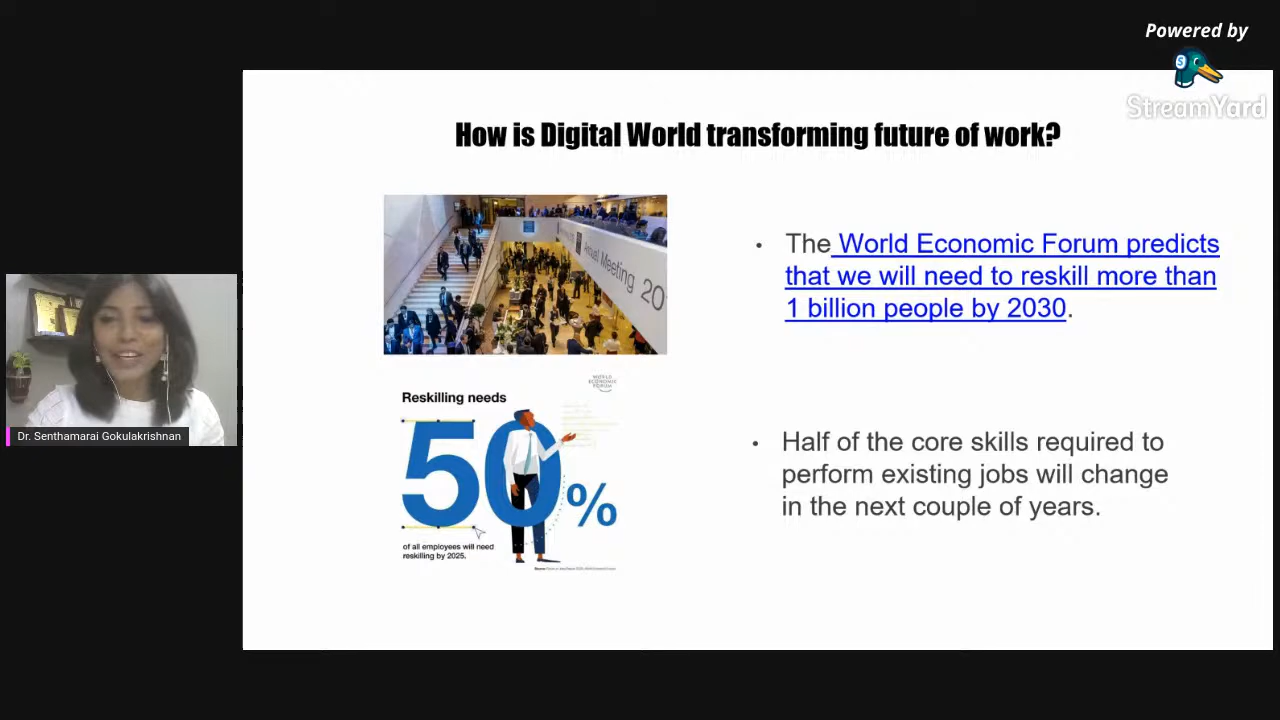 Powered by
StreamYard
How is Digital World transforming future of work?
Annual Meeting 20
• The World Economic Forum predicts
that we will need to reskill more than
1 billion people by 2030.
WORLD
ECONOMIC
FORUM
Reskilling needs
50%
of all employees will need
reskilling by 2025.
• Half of the core skills required to
perform existing jobs will change
in the next couple of years.
Dr. Senthamarai Gokulakrishnan